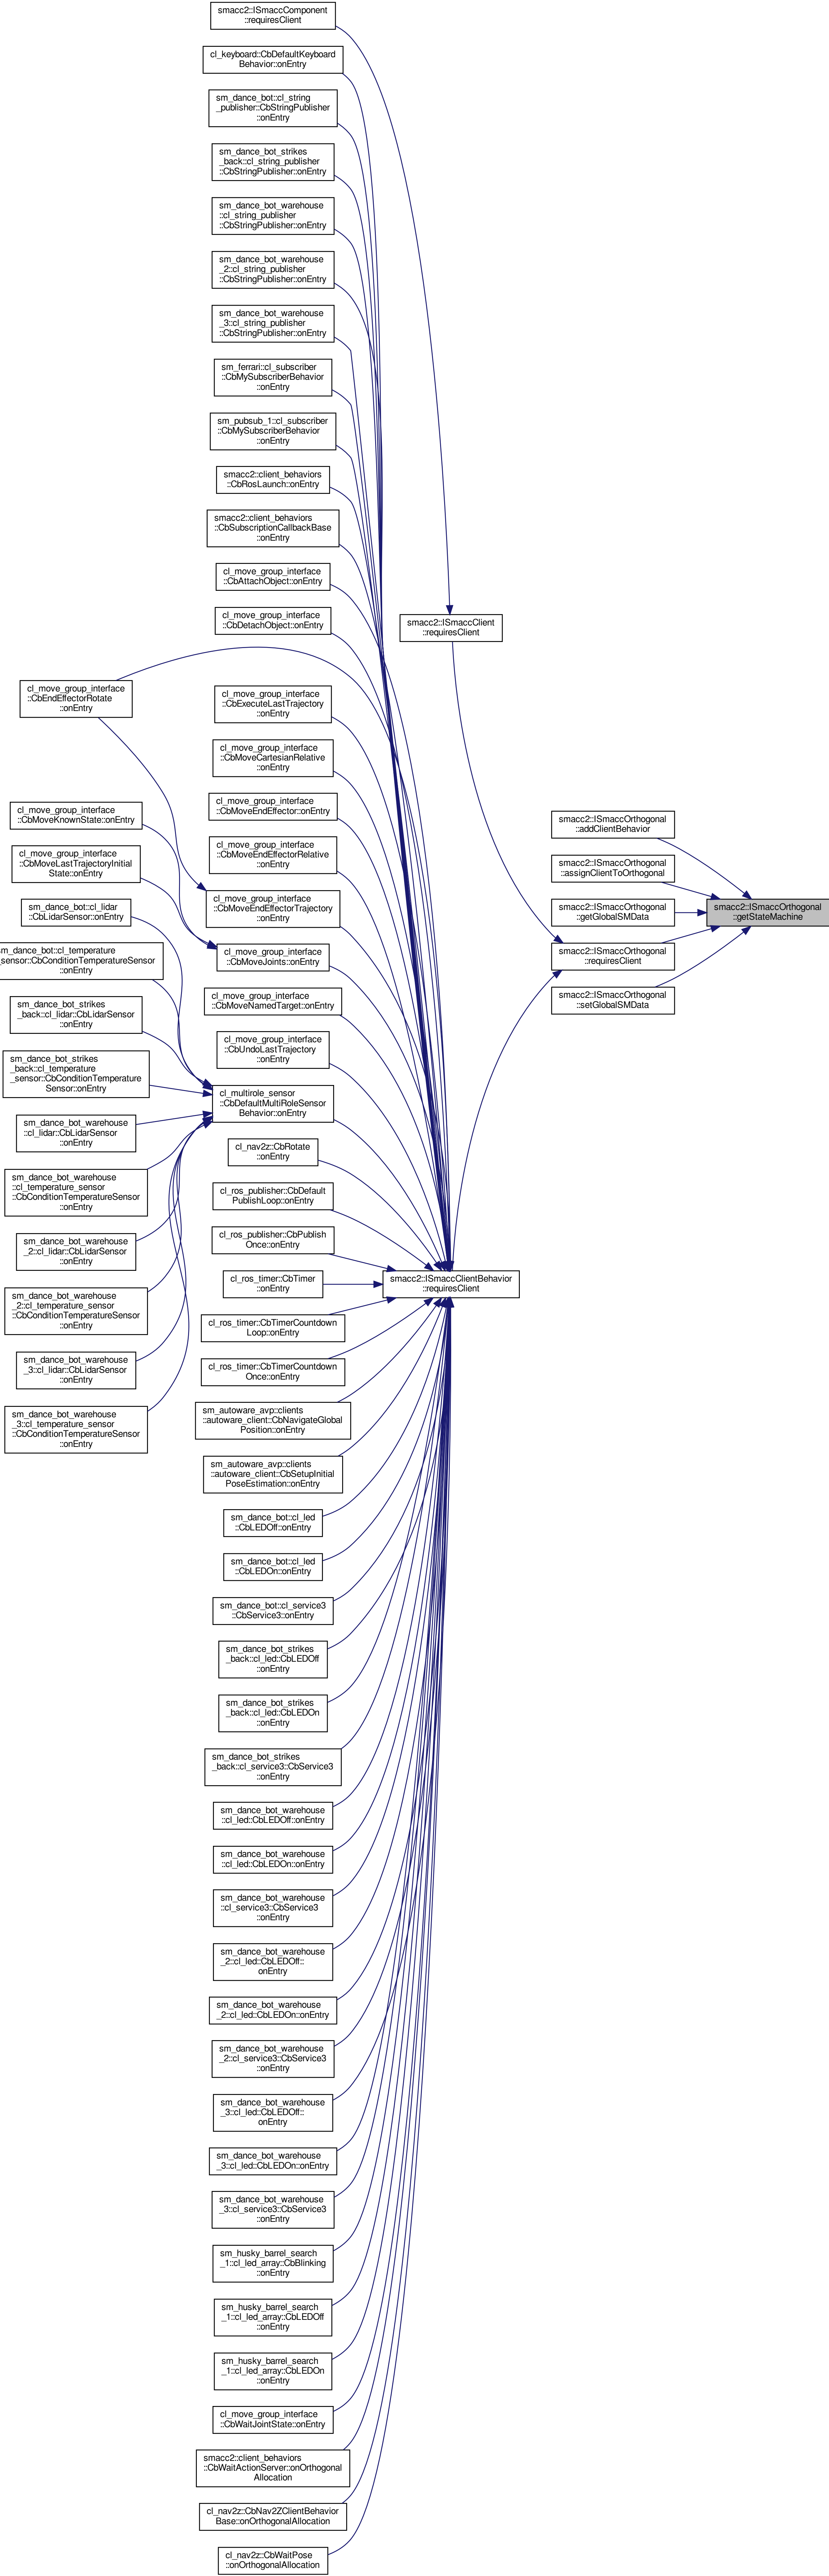 smacc2::ISmaccComponent
::requiresClient
cl_keyboard::CbDefaultKeyboard
Behavior::onEntry
sm_dance_bot::cl_string
_publisher::CbStringPublisher
::onEntry
sm_dance_bot_strikes
_back::cl_string_publisher
::CbStringPublisher::onEntry
sm_dance_bot_warehouse
::cl_string_publisher
::CbStringPublisher::onEntry
sm_dance_bot_warehouse
_2::cl_string_publisher
::CbStringPublisher::onEntry
sm_dance_bot_warehouse
_3::cl_string_publisher
::CbStringPublisher::onEntry
sm_ferrari::cl_subscriber
::CbMySubscriberBehavior
::onEntry
sm_pubsub_1::cl_subscriber
::CbMySubscriberBehavior
::onEntry
smacc2::client_behaviors
::CbRosLaunch::onEntry
smacc2::client_behaviors
::CbSubscriptionCallbackBase
::onEntry
cl_move_group_interface
::CbAttachObject::onEntry
cl_move_group_interface
::CbDetachObject::onEntry
smacc2::ISmaccClient
::requiresClient
cl_move_group_interface
::CbEndEffectorRotate
::onEntry
cl_move_group_interface
::CbExecuteLastTrajectory
::onEntry
cl_move_group_interface
::CbMoveCartesianRelative
::onEntry
cl_move_group_interface
::CbMoveEndEffector::onEntry
cl_move_group_interface
::CbMoveEndEffectorRelative
::onEntry
cl_move_group_interface
::CbMoveEndEffectorTrajectory
::onEntry
cl_move_group_interface
::CbMoveJoints::onEntry
cl_move_group_interface
::CbMoveKnownState::onEntry
cl_move_group_interface
::CbMoveLastTrajectoryInitial
State::onEntry
cl_move_group_interface
::CbMoveNamedTarget::onEntry
cl_move_group_interface
::CbUndoLastTrajectory
::onEntry
smacc2::ISmaccOrthogonal
::addClientBehavior
smacc2::ISmaccOrthogonal
::assignClientToOrthogonal
smacc2::ISmaccOrthogonal
::getGlobalSMData
smacc2::ISmaccOrthogonal
::requiresClient
smacc2::ISmaccOrthogonal
::setGlobalSMData
smacc2::ISmaccOrthogonal
::getStateMachine
sm_dance_bot::cl_lidar
::CbLidarSensor::onEntry
sm_dance_bot::cl_temperature
_sensor::CbConditionTemperatureSensor
::onEntry
sm_dance_bot_strikes
_back::cl_lidar::CbLidarSensor
::onEntry
sm_dance_bot_strikes
_back::cl_temperature
_sensor::CbConditionTemperature
Sensor::onEntry
sm_dance_bot_warehouse
::cl_lidar::CbLidarSensor
::onEntry
sm_dance_bot_warehouse
::cl_temperature_sensor
::CbConditionTemperatureSensor
::onEntry
sm_dance_bot_warehouse
_2::cl_lidar::CbLidarSensor
::onEntry
sm_dance_bot_warehouse
_2::cl_temperature_sensor
::CbConditionTemperatureSensor
::onEntry
sm_dance_bot_warehouse
_3::cl_lidar::CbLidarSensor
::onEntry
sm_dance_bot_warehouse
_3::cl_temperature_sensor
::CbConditionTemperatureSensor
::onEntry
cl_multirole_sensor
::CbDefaultMultiRoleSensor
Behavior::onEntry
cl_nav2z::CbRotate
::onEntry
cl_ros_publisher::CbDefault
PublishLoop::onEntry
cl_ros_publisher::CbPublish
Once::onEntry
cl_ros_timer::CbTimer
::onEntry
smacc2::ISmaccClientBehavior
::requiresClient
cl_ros_timer::CbTimerCountdown
Loop::onEntry
cl_ros_timer::CbTimerCountdown
Once::onEntry
sm_autoware_avp::clients
::autoware_client::CbNavigateGlobal
Position::onEntry
sm_autoware_avp::clients
::autoware_client::CbSetupInitial
PoseEstimation::onEntry
sm_dance_bot::cl_led
::CbLEDOff::onEntry
sm_dance_bot::cl_led
::CbLEDOn::onEntry
sm_dance_bot::cl_service3
::CbService3::onEntry
sm_dance_bot_strikes
_back::cl_led::CbLEDOff
::onEntry
sm_dance_bot_strikes
_back::cl_led::CbLEDOn
::onEntry
sm_dance_bot_strikes
_back::cl_service3::CbService3
::onEntry
sm_dance_bot_warehouse
::cl_led::CbLEDOff::onEntry
sm_dance_bot_warehouse
::cl_led::CbLEDOn::onEntry
sm_dance_bot_warehouse
::cl_service3::CbService3
::onEntry
sm_dance_bot_warehouse
_2::cl_led::CbLEDOff::
onEntry
sm_dance_bot_warehouse
_2::cl_led::CbLEDOn::onEntry
sm_dance_bot_warehouse
_2::cl_service3::CbService3
::onEntry
sm_dance_bot_warehouse
_3::cl_led::CbLEDOff::
onEntry
sm_dance_bot_warehouse
_3::cl_led::CbLEDOn::onEntry
sm_dance_bot_warehouse
_3::cl_service3::CbService3
::onEntry
sm_husky_barrel_search
_1::cl_led_array::CbBlinking
::onEntry
sm_husky_barrel_search
_1::cl_led_array::CbLEDOff
::onEntry
sm_husky_barrel_search
_1::cl_led_array::CbLEDOn
::onEntry
cl_move_group_interface
::CbWaitJointState::onEntry
smacc2::client_behaviors
::CbWaitActionServer::onOrthogonal
Allocation
cl_nav2z::CbNav2ZClientBehavior
Base::onOrthogonalAllocation
cl_nav2z::CbWaitPose
::onOrthogonalAllocation